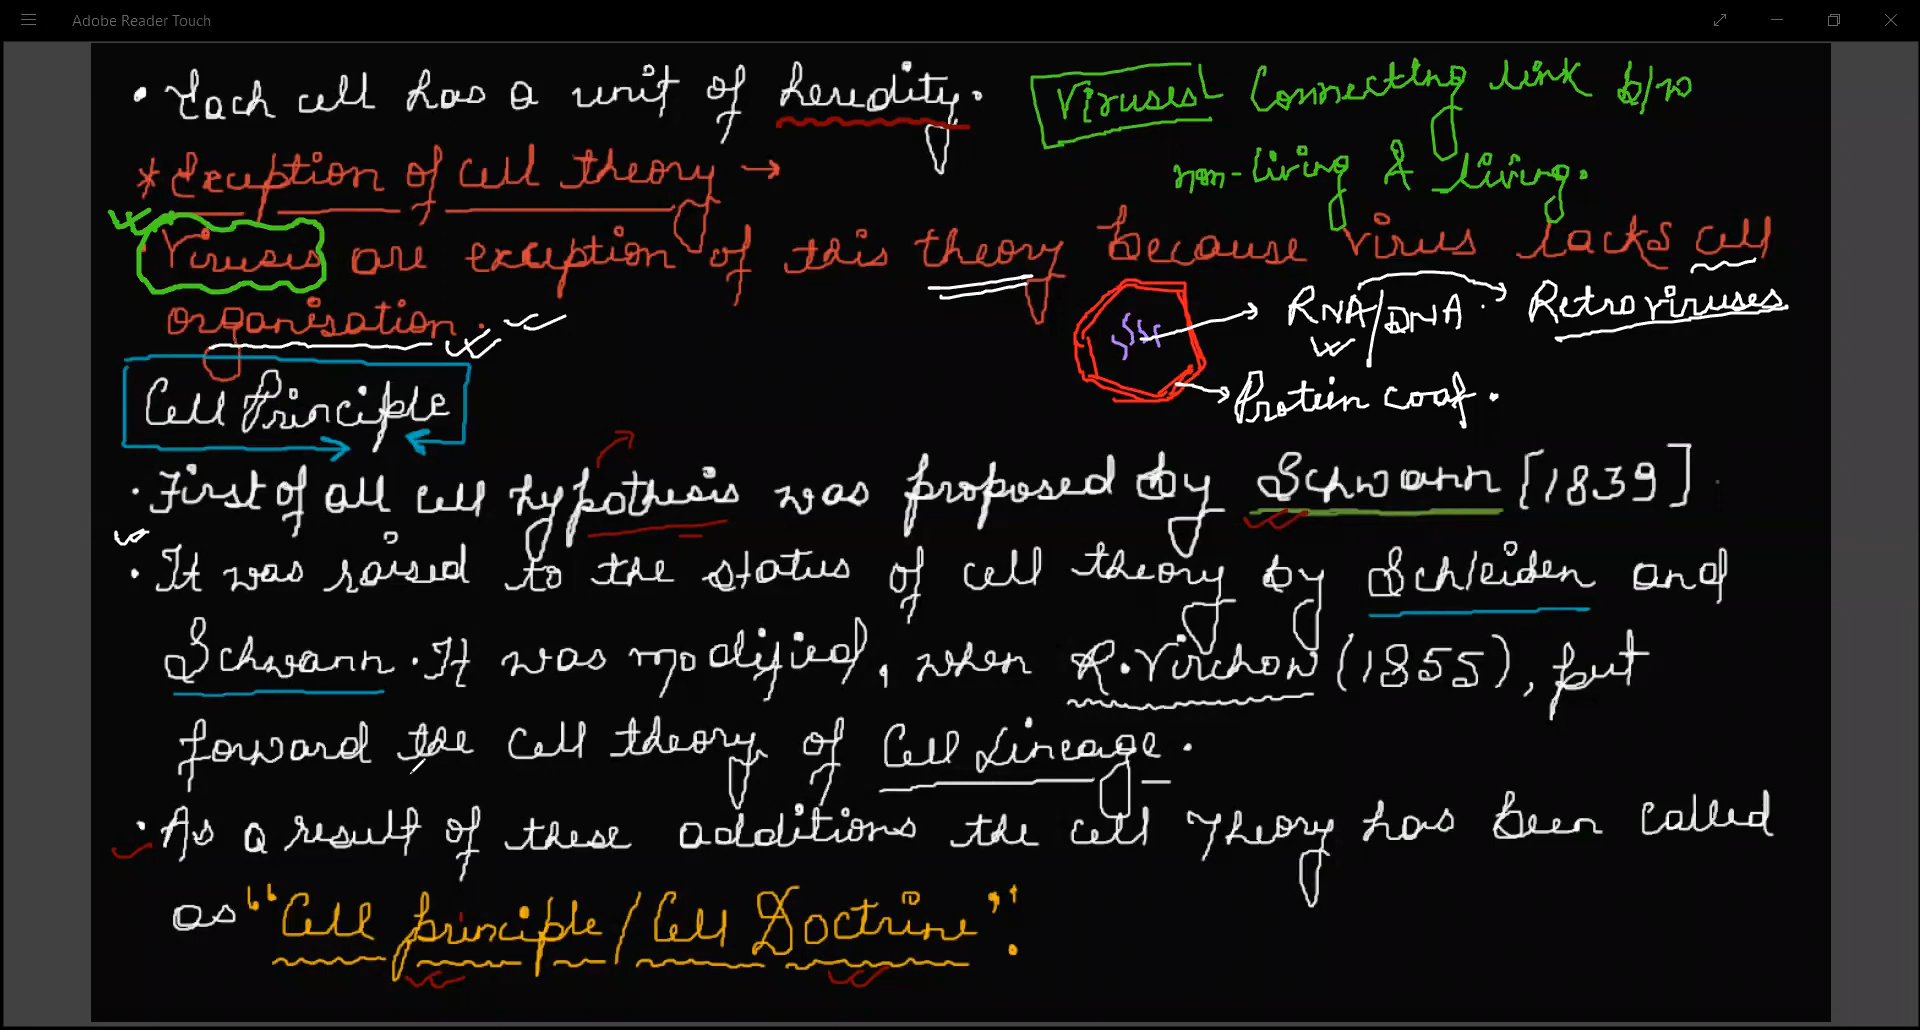 Adobe Reader Touch
• Each cell has a unit of heridity.
Viruses Connecting link b/w
non-living & living.
* Exception of cell theory →
Viruses are exception of this theory because virus lacks cell
organisation.
RNA/DNA. → Retroviruses
Protein coat.
Cell Principle
• First of all cell hypothesis was proposed by Schwann [1839]
• It was raised to the status of cell theory by Schleiden and
Schwann. It was modified, when R. Virchow (1855), put
forward the cell theory of Cell Lineage.
• As a result of these additions the cell Theory has been called
as "Cell principle/Cell Doctrine".